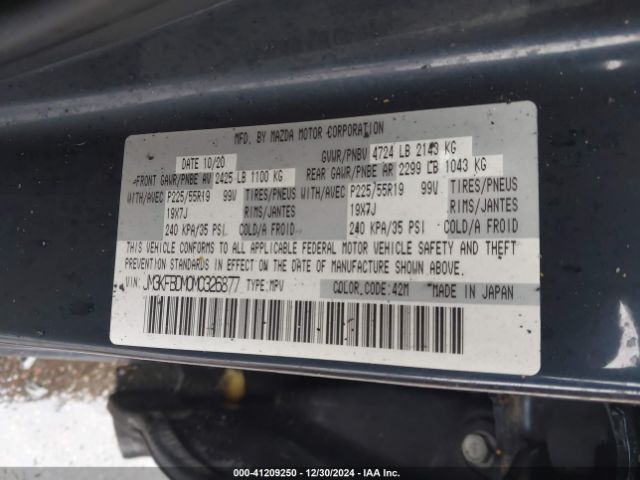 MFD. BY MAZDA MOTOR CORPORATION
DATE 10/20 GVWR/PNBV 4724 LB 2143 KG
FRONT GAWR/PNBE AV 2425 LB 1100 KG REAR GAWR/PNBE AR 2299 LB 1043 KG
WITH/AVEC P225/55R19 99V TIRES/PNEUS WITH/AVEC P225/55R19 99V TIRES/PNEUS
19X7J RIMS/JANTES 19X7J RIMS/JANTES
240 KPA/35 PSI COLD/A FROID 240 KPA/35 PSI COLD/A FROID
THIS VEHICLE CONFORMS TO ALL APPLICABLE FEDERAL MOTOR VEHICLE SAFETY AND THEFT
PREVENTION STANDARDS IN EFFECT ON THE DATE OF MANUFACTURE SHOWN ABOVE.
VIN: JM3KFBDM0M0326877 TYPE:MPV COLOR CODE:42M MADE IN JAPAN
000-41209250 - 12/30/2024 - IAA Inc.